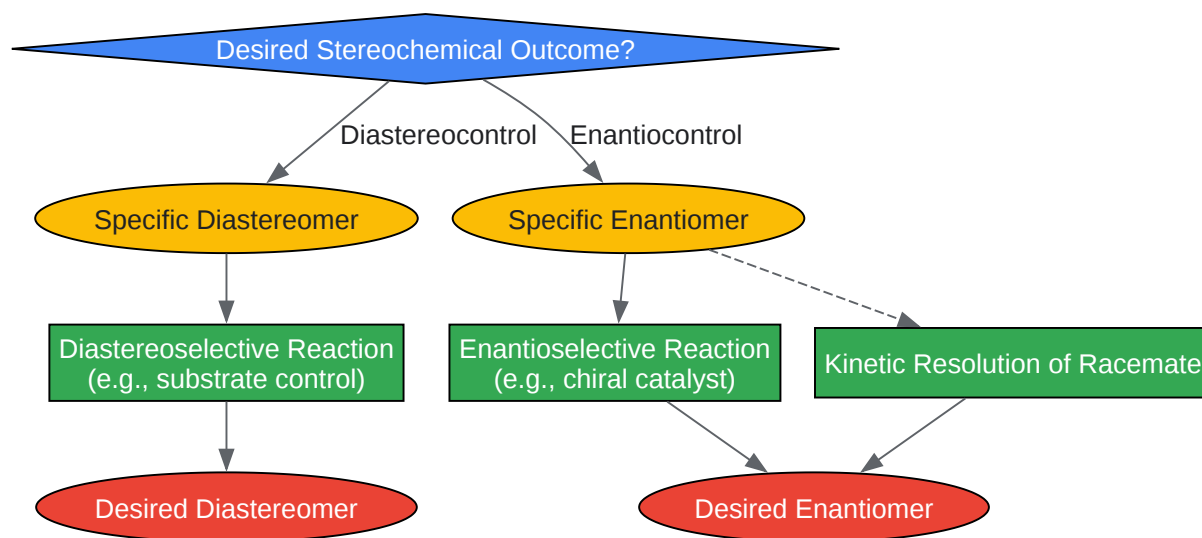 Desired Stereochemical Outcome?
Diastereocontrol
Enantiocontrol
Specific Diastereomer
Specific Enantiomer
Diastereoselective Reaction
(e.g., substrate control)
Enantioselective Reaction
(e.g., chiral catalyst)
Kinetic Resolution of Racemate
Desired Diastereomer
Desired Enantiomer